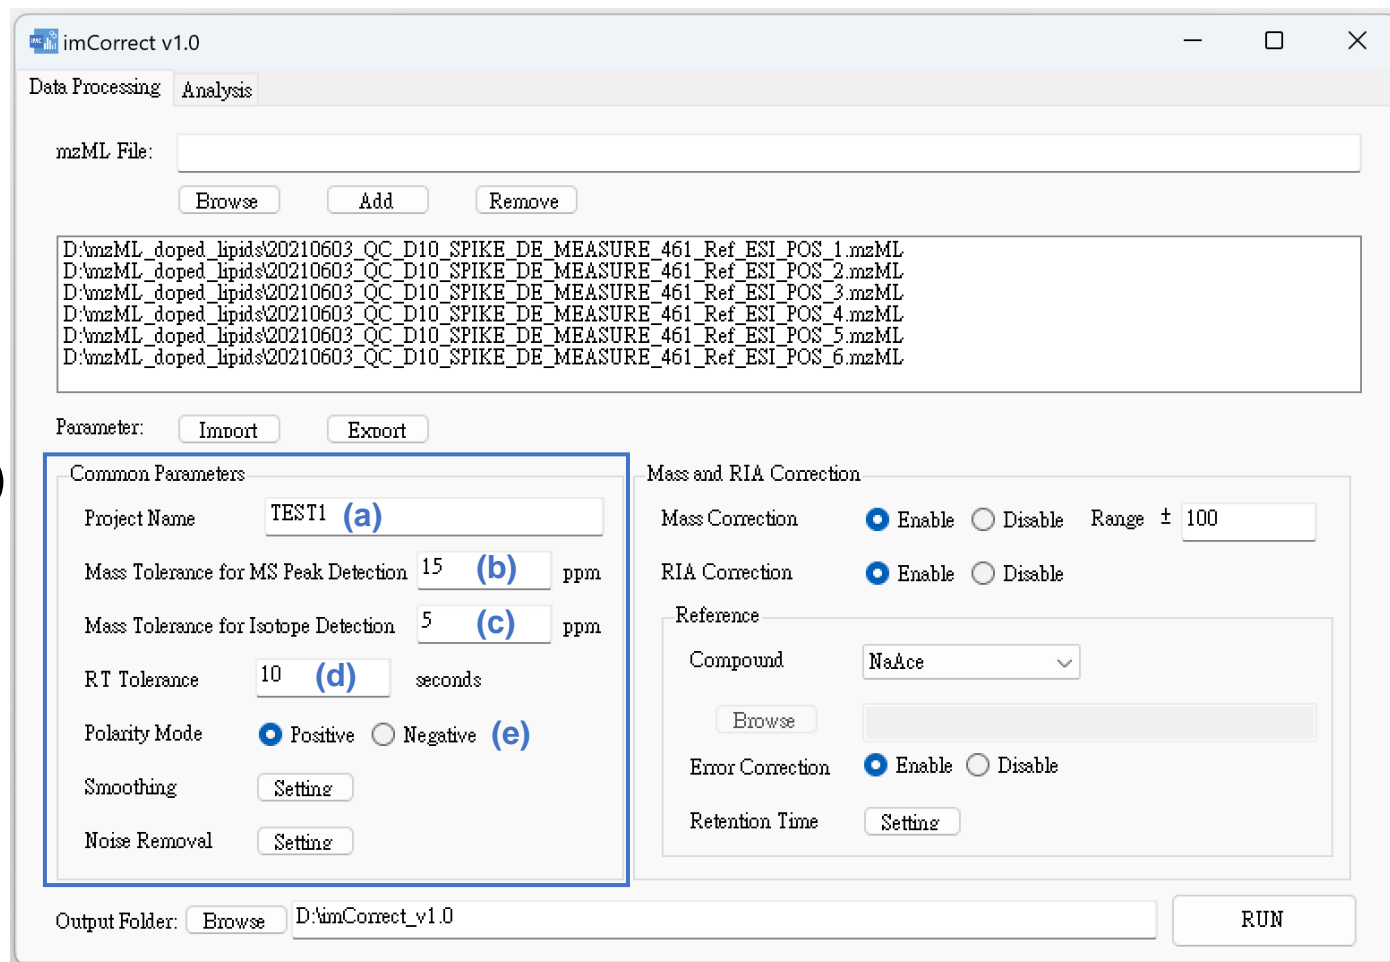 imCorrect v1.0
Data Processing Analysis
mzML File:
Browse Add Remove
D:\mzML_doped_lipids\20210603_QC_D10_SPIKE_DE_MEASURE_461_Ref_ESI_POS_1.mzML
D:\mzML_doped_lipids\20210603_QC_D10_SPIKE_DE_MEASURE_461_Ref_ESI_POS_2.mzML
D:\mzML_doped_lipids\20210603_QC_D10_SPIKE_DE_MEASURE_461_Ref_ESI_POS_3.mzML
D:\mzML_doped_lipids\20210603_QC_D10_SPIKE_DE_MEASURE_461_Ref_ESI_POS_4.mzML
D:\mzML_doped_lipids\20210603_QC_D10_SPIKE_DE_MEASURE_461_Ref_ESI_POS_5.mzML
D:\mzML_doped_lipids\20210603_QC_D10_SPIKE_DE_MEASURE_461_Ref_ESI_POS_6.mzML
Parameter: Import Export
)
Common Parameters
Project Name TEST1 (a)
Mass Tolerance for MS Peak Detection 15 (b) ppm
Mass Tolerance for Isotope Detection 5 (c) ppm
RT Tolerance 10 (d) seconds
Polarity Mode Positive Negative (e)
Smoothing Setting
Noise Removal Setting
Mass and RIA Correction
Mass Correction Enable Disable Range ± 100
RIA Correction Enable Disable
Reference
Compound NaAce
Browse
Error Correction Enable Disable
Retention Time Setting
Output Folder: Browse D:\imCorrect_v1.0 RUN